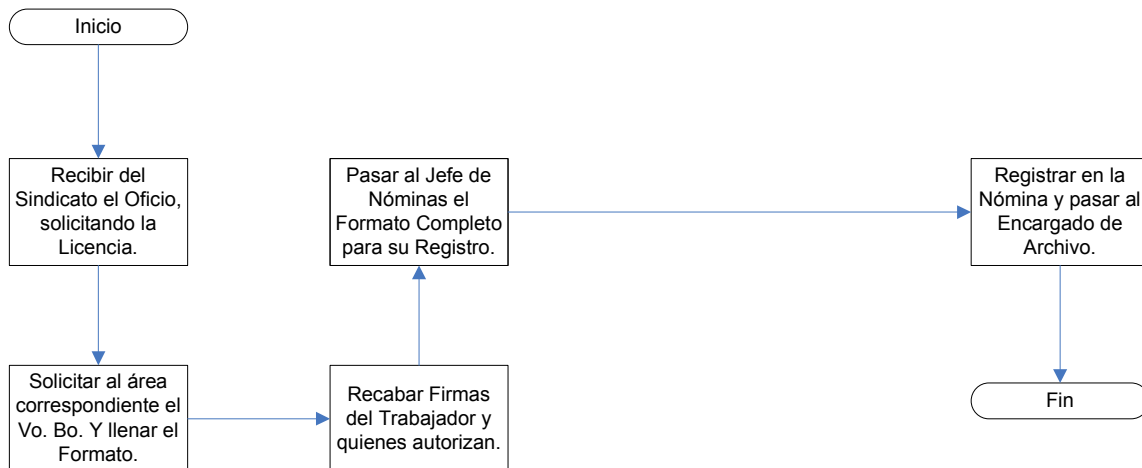 Inicio
Recibir del
Sindicato el Oficio,
solicitando la
Licencia.
Solicitar al área
correspondiente el
Vo. Bo. Y llenar el
Formato.
Recabar Firmas
del Trabajador y
quienes autorizan.
Pasar al Jefe de
Nóminas el
Formato Completo
para su Registro.
Registrar en la
Nómina y pasar al
Encargado de
Archivo.
Fin